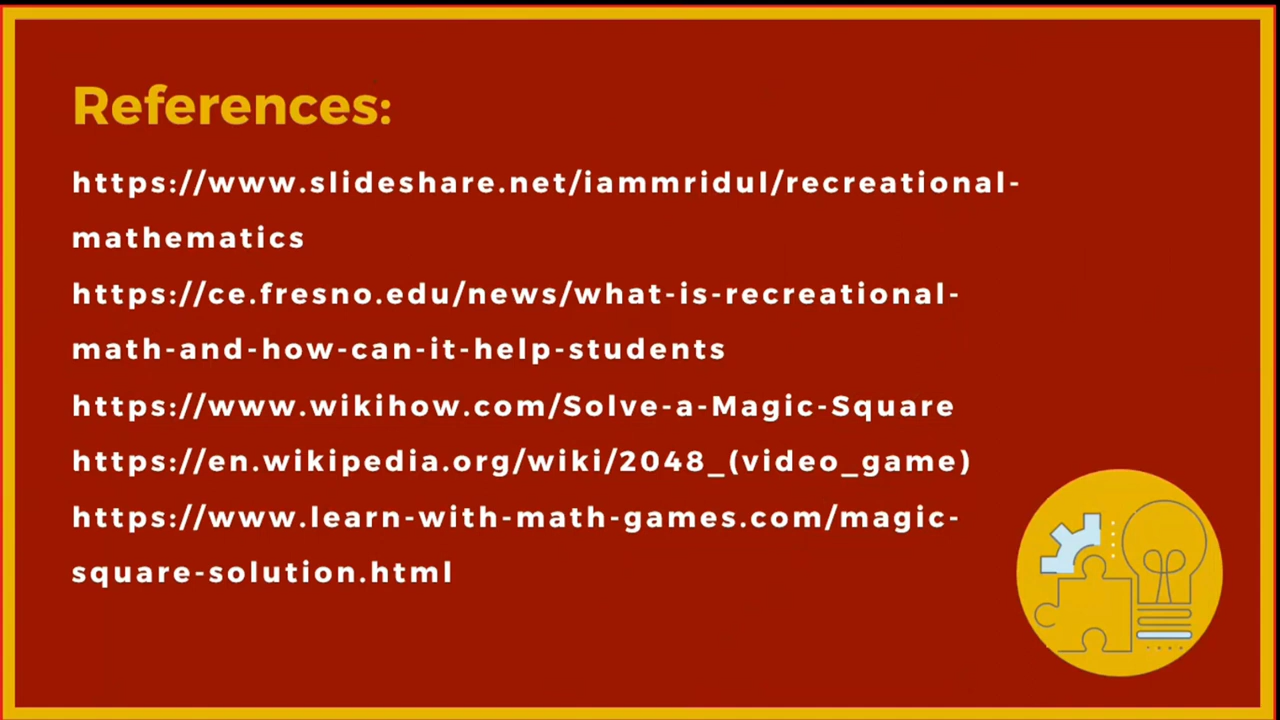 References:
https://www.slideshare.net/iammridul/recreational-
mathematics
https://ce.fresno.edu/news/what-is-recreational-
math-and-how-can-it-help-students
https://www.wikihow.com/Solve-a-Magic-Square
https://en.wikipedia.org/wiki/2048_(video_game)
https://www.learn-with-math-games.com/magic-
square-solution.html